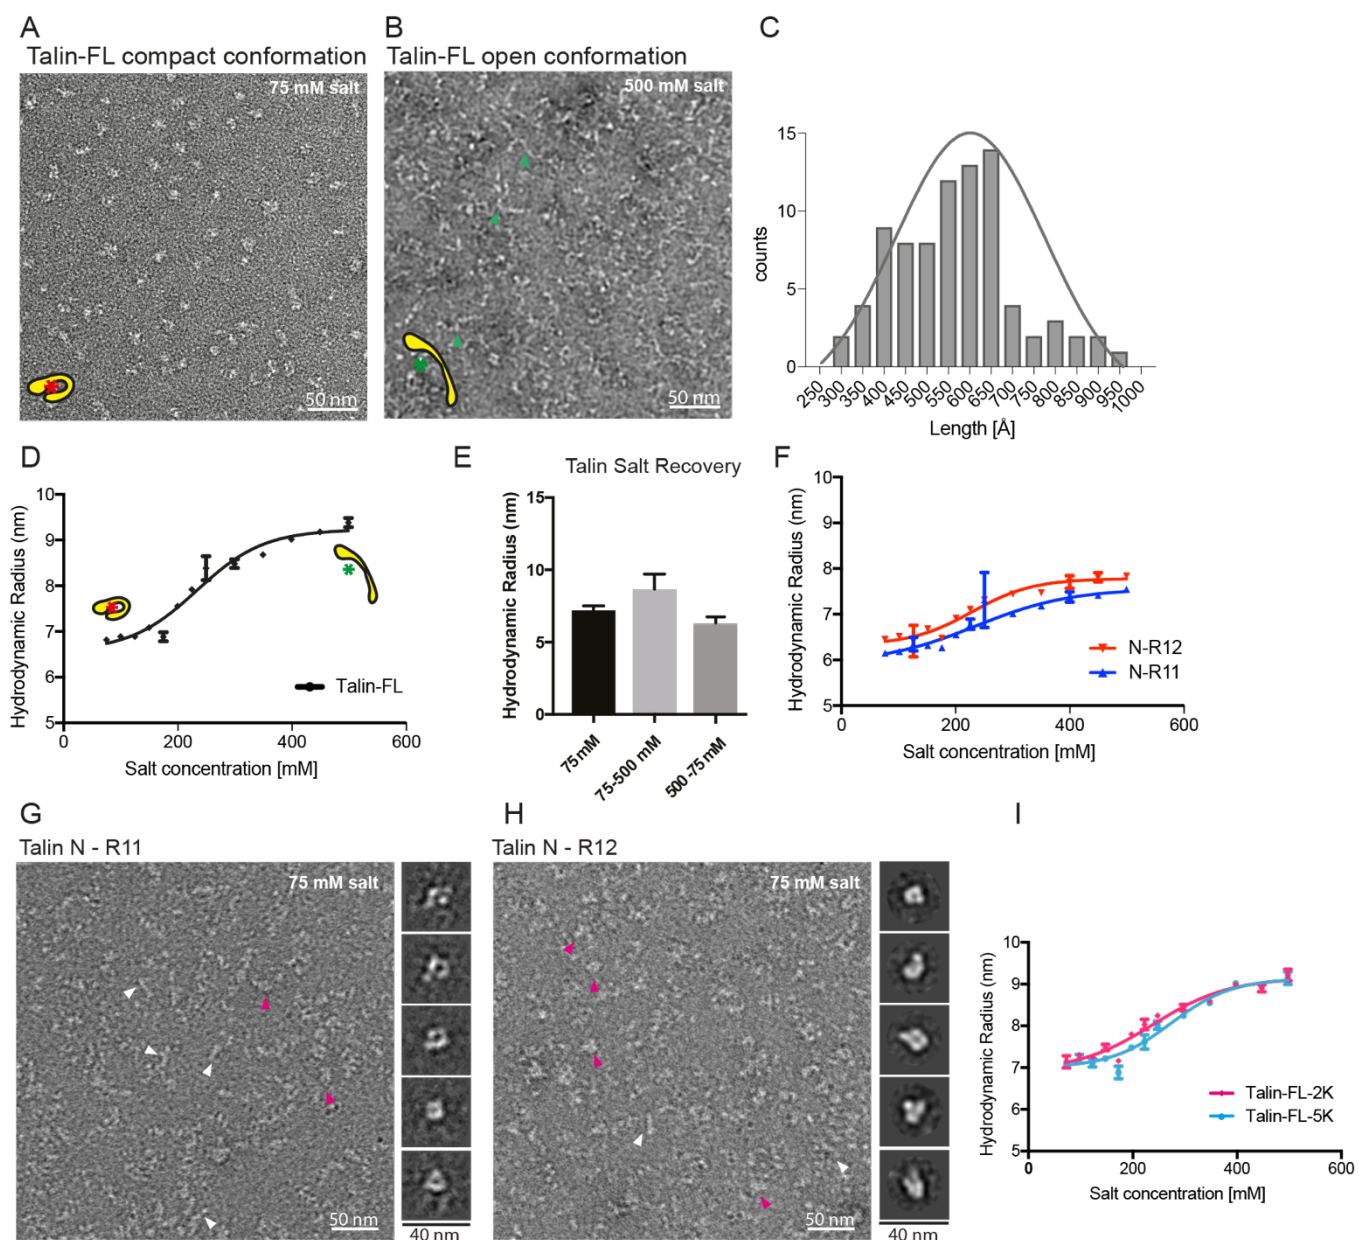 A
Talin-FL compact conformation
75 mM salt
50 nm
B
Talin-FL open conformation
500 mM salt
50 nm
C
15
10
5
0
counts
250
300
350
400
450
500
550
600
650
700
750
800
850
900
950
1000
Length [Å]
D
10
9
8
7
6
5
Hydrodynamic Radius (nm)
Talin-FL
0
200
400
600
Salt concentration [mM]
E
Talin Salt Recovery
15
10
5
0
Hydrodynamic Radius (nm)
75 mM
75-500 mM
500-75 mM
F
10
9
8
7
6
5
Hydrodynamic Radius (nm)
N-R12
N-R11
0
200
400
600
Salt concentration [mM]
G
Talin N - R11
75 mM salt
50 nm
40 nm
H
Talin N - R12
75 mM salt
50 nm
40 nm
I
10
9
8
7
6
5
Hydrodynamic Radius (nm)
Talin-FL-2K
Talin-FL-5K
0
200
400
600
Salt concentration [mM]